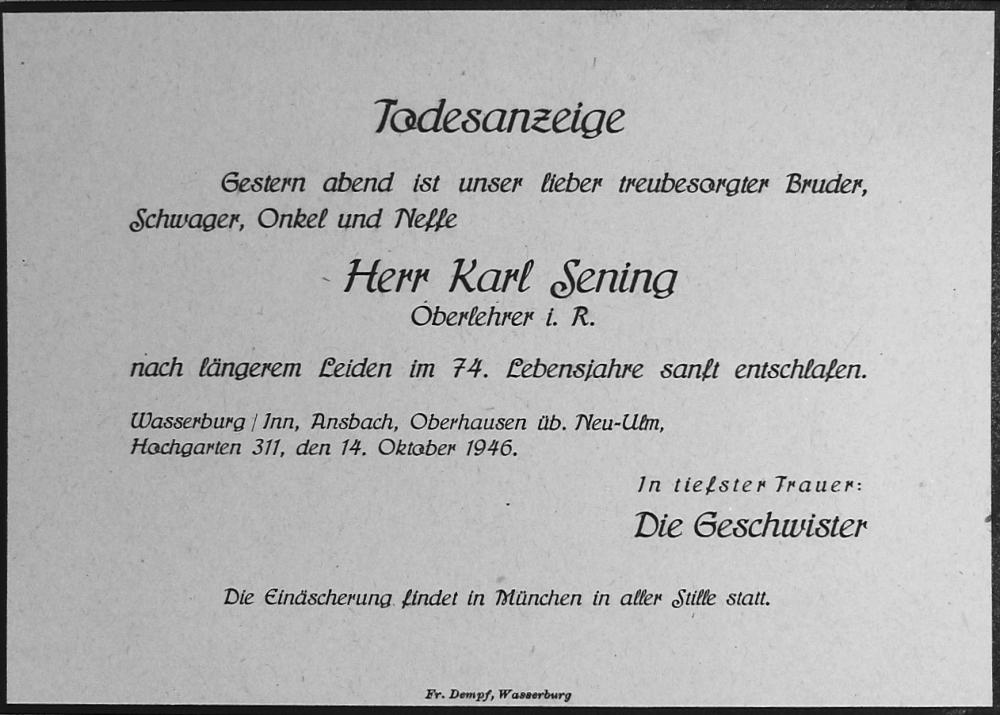 Todesanzeige
Gestern abend ist unser lieber treubesorgter Bruder,
Schwager, Onkel und Neffe
Herr Karl Sening
Oberlehrer i. R.
nach längerem Leiden im 74. Lebensjahre sanft entschlafen.
Wasserburg / Inn, Ansbach, Oberhausen üb. Neu-Ulm,
Hochgarten 311, den 14. Oktober 1946.
In tiefster Trauer:
Die Geschwister
Die Einäscherung findet in München in aller Stille statt.
Fr. Dempf, Wasserburg